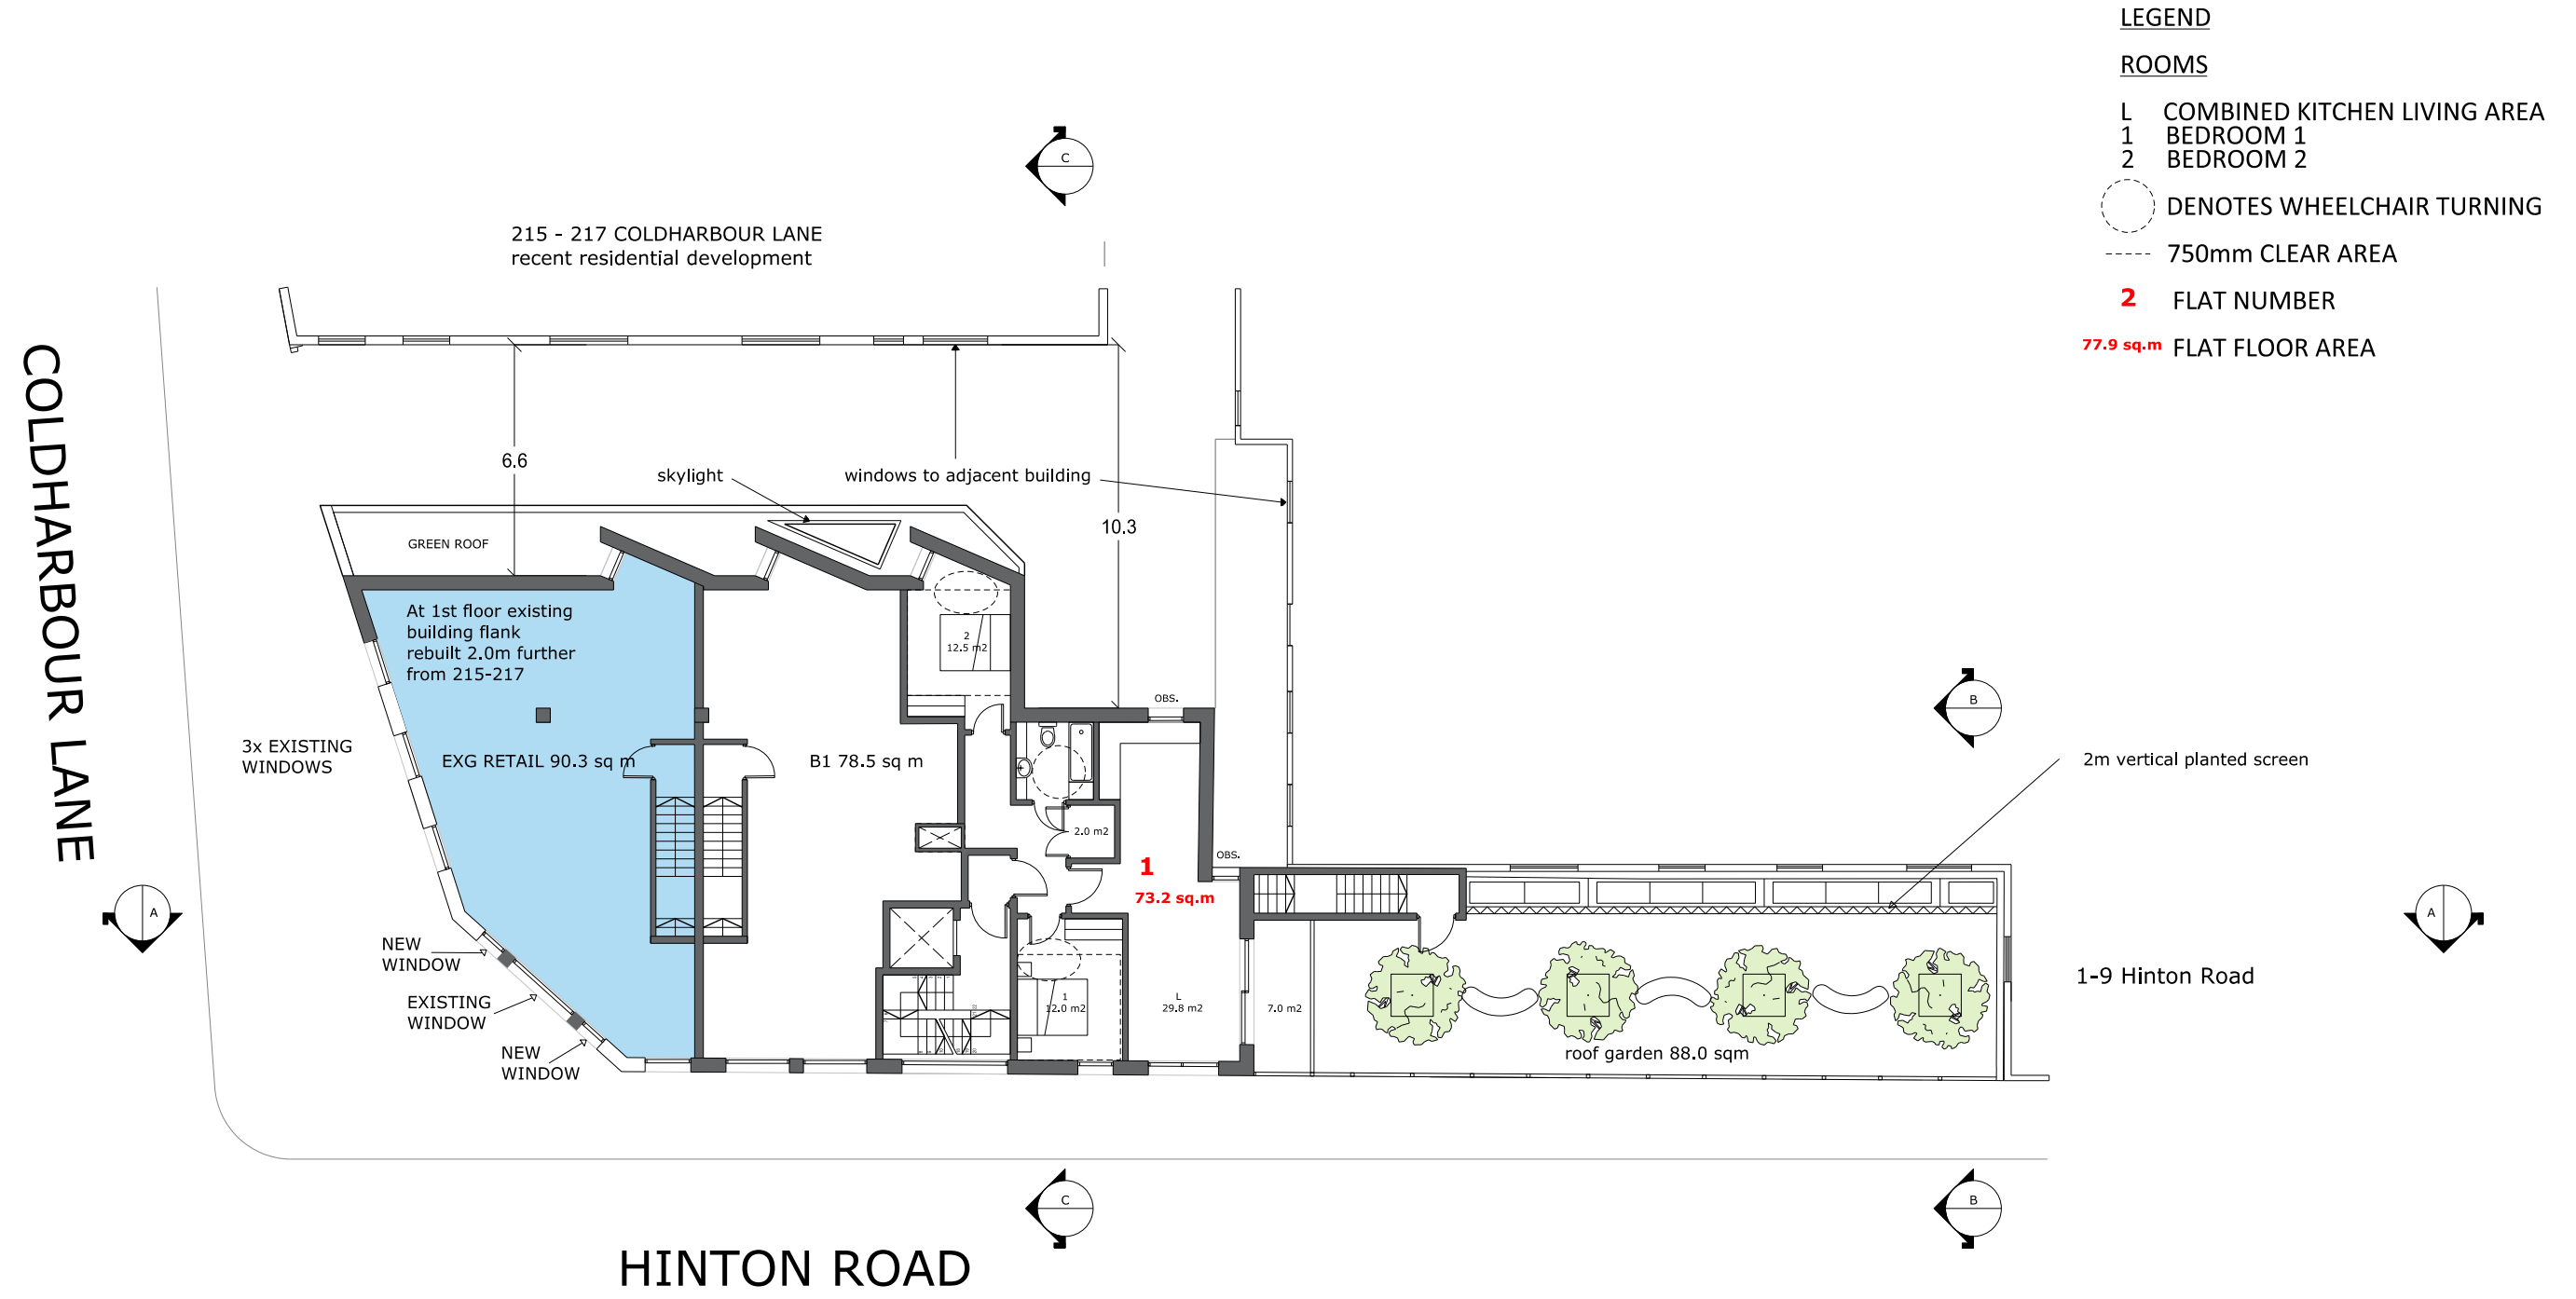 LEGEND
ROOMS
L COMBINED KITCHEN LIVING AREA
1 BEDROOM 1
2 BEDROOM 2
DENOTES WHEELCHAIR TURNING
750mm CLEAR AREA
2 FLAT NUMBER
77.9 sq.m FLAT FLOOR AREA
C
215 - 217 COLDHARBOUR LANE
recent residential development
COLDHARBOUR LANE
6.6
skylight
windows to adjacent building
10.3
GREEN ROOF
At 1st floor existing
building flank
rebuilt 2.0m further
from 215-217
2
12.5 m2
OBS.
B
3x EXISTING
WINDOWS
EXG RETAIL 90.3 sq m
B1 78.5 sq m
2m vertical planted screen
2.0 m2
OBS.
1
73.2 sq.m
A
A
NEW
WINDOW
EXISTING
WINDOW
NEW
WINDOW
1
12.0 m2
L
29.8 m2
7.0 m2
1-9 Hinton Road
roof garden 88.0 sqm
C
B
HINTON ROAD